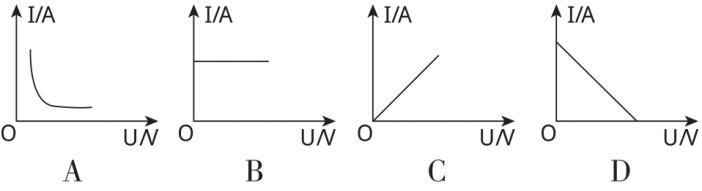 I/A I/A I/A I/A
O U/V O U/V O U/V O U/V
A B C D